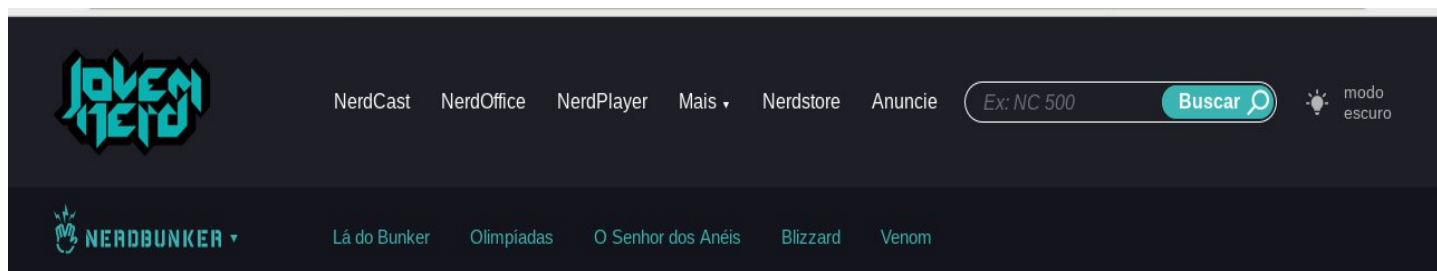 JOVEM
NERD
NerdCast NerdOffice NerdPlayer Mais ▾ Nerdstore Anuncie Ex: NC 500 Buscar modo
escuro
NERDBUNKER ▾ Lá do Bunker Olimpíadas O Senhor dos Anéis Blizzard Venom